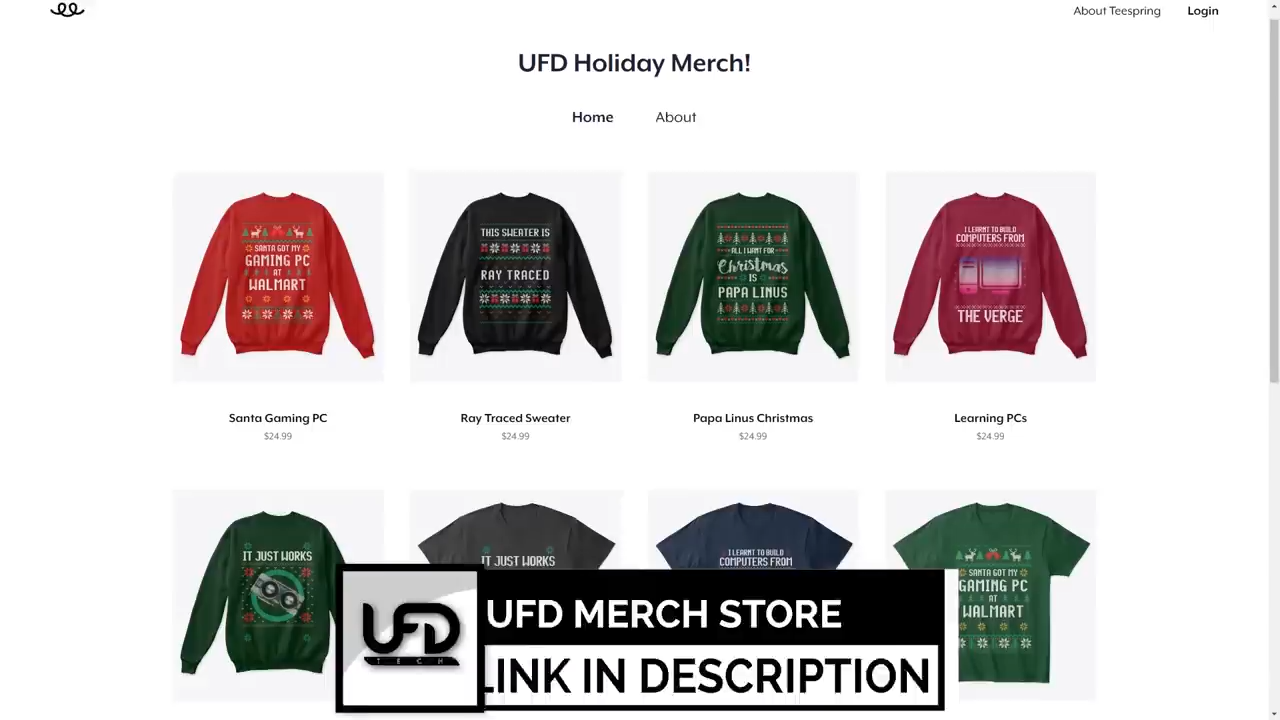 About Teespring
Login
UFD Holiday Merch!
Home
About
SANTA GOT MY
GAMING PC
AT
WALMART
THIS SWEATER IS
RAY TRACED
ALL I WANT FOR
Christmas
IS
PAPA LINUS
I LEARNT TO BUILD
COMPUTERS FROM
THE VERGE
Santa Gaming PC
$24.99
Ray Traced Sweater
$24.99
Papa Linus Christmas
$24.99
Learning PCs
$24.99
IT JUST WORKS
IT JUST WORKS
I LEARNT TO BUILD
COMPUTERS FROM
SANTA GOT MY
GAMING PC
AT
WALMART
UFD
TECH
UFD MERCH STORE
LINK IN DESCRIPTION